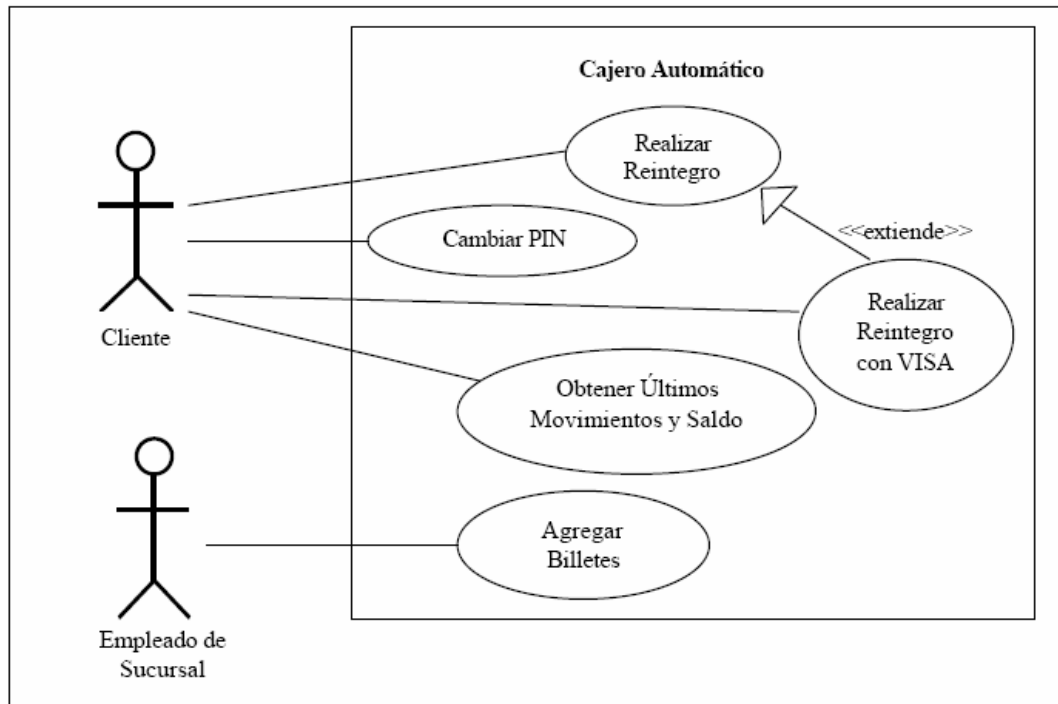 Cajero Automático
Realizar
Reintegro
Cambiar PIN
<<extiende>>
Realizar
Reintegro
con VISA
Cliente
Obtener Últimos
Movimientos y Saldo
Agregar
Billetes
Empleado de
Sucursal